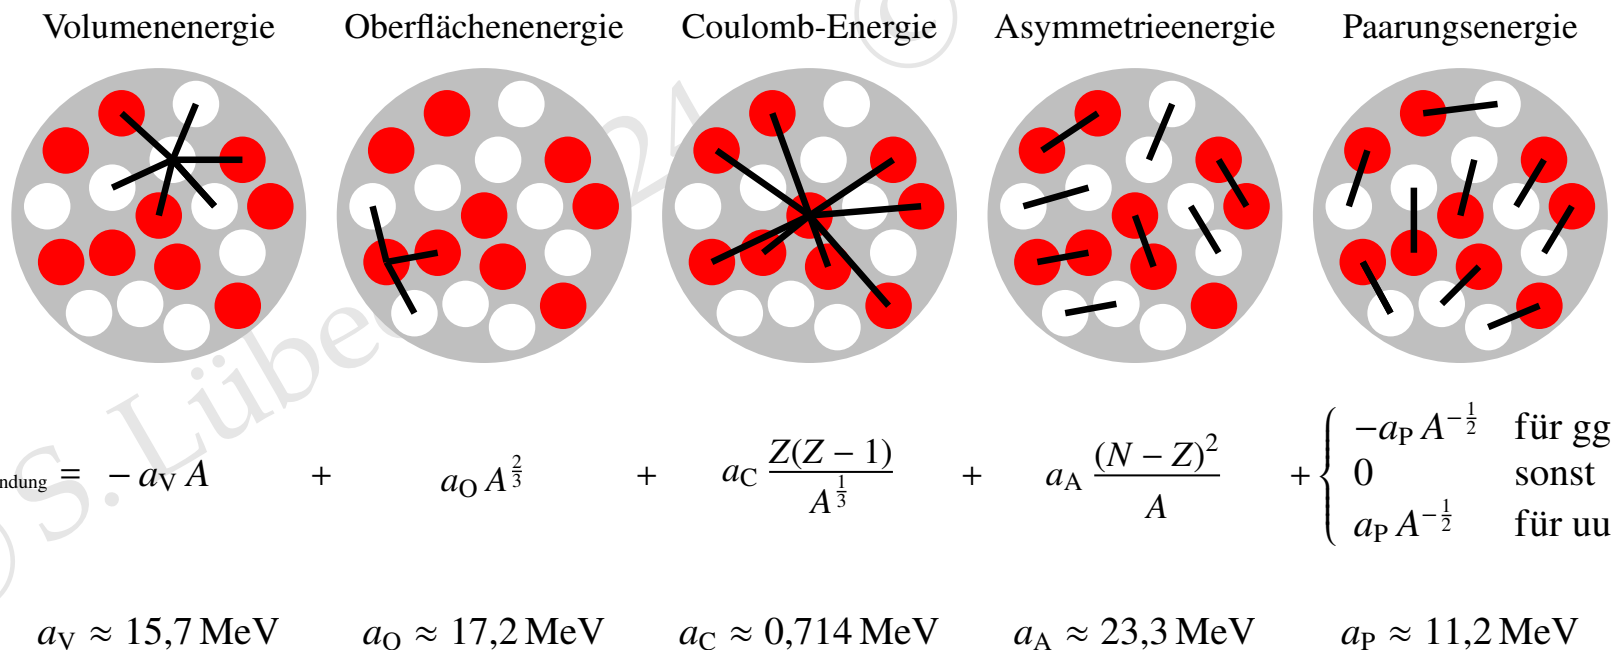 Volumenenergie Oberflächenenergie Coulomb-Energie Asymmetrieenergie Paarungsenergie
ndung = − a_V A + a_O A^{2/3} + a_C Z(Z − 1) / A^{1/3} + a_A (N − Z)² / A + { −a_P A^{−1/2} für gg
0 sonst
a_P A^{−1/2} für uu
a_V ≈ 15,7 MeV a_O ≈ 17,2 MeV a_C ≈ 0,714 MeV a_A ≈ 23,3 MeV a_P ≈ 11,2 MeV
© S. Lübec 24 ©